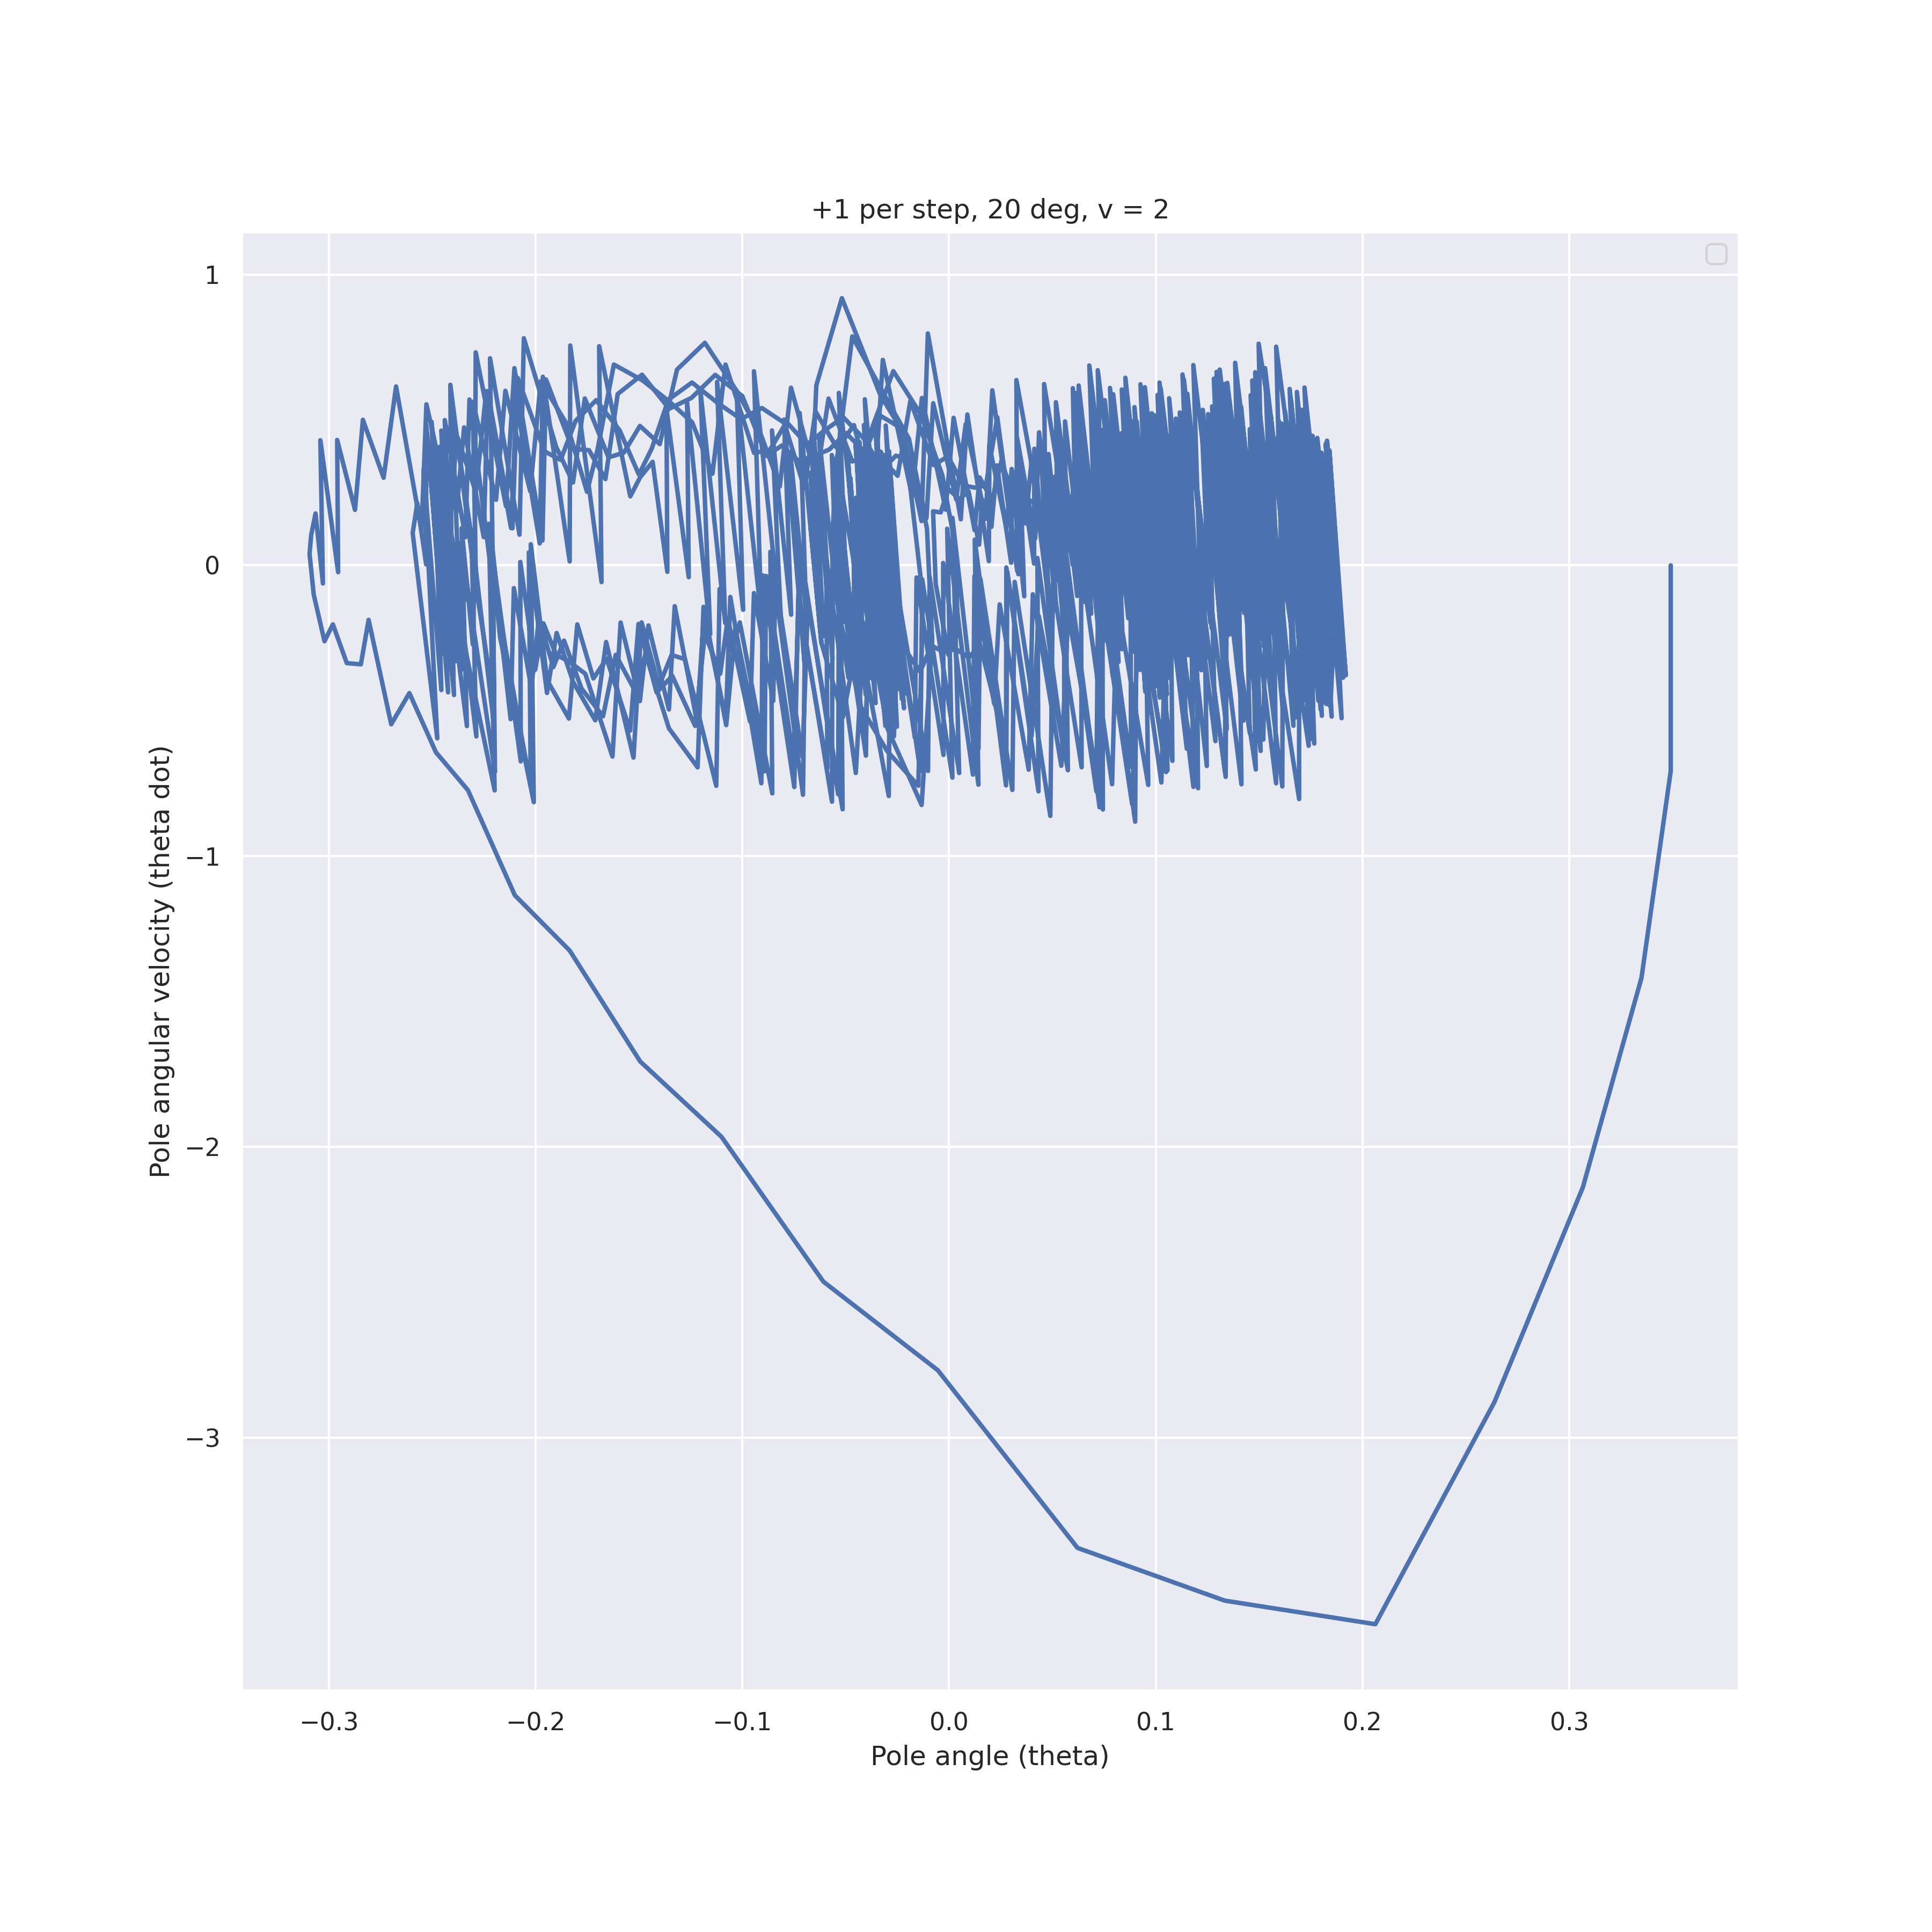 +1 per step, 20 deg, v = 2
1
0
−1
−2
−3
Pole angular velocity (theta dot)
−0.3 −0.2 −0.1 0.0 0.1 0.2 0.3
Pole angle (theta)